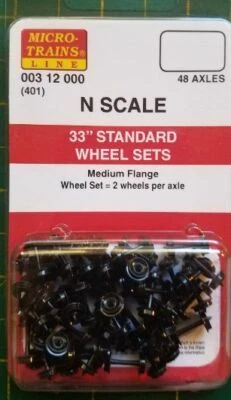 MICRO-
TRAINS
LINE
003 12 000
(401)
48 AXLES
N SCALE
33" STANDARD
WHEEL SETS
Medium Flange
Wheel Set = 2 wheels per axle